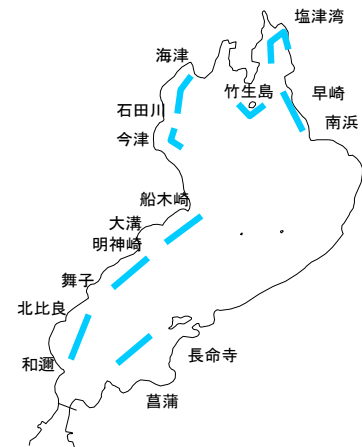 塩津湾
海津
竹生島
早崎
石田川
南浜
今津
船木崎
大溝
明神崎
舞子
北比良
長命寺
和邇
菖蒲